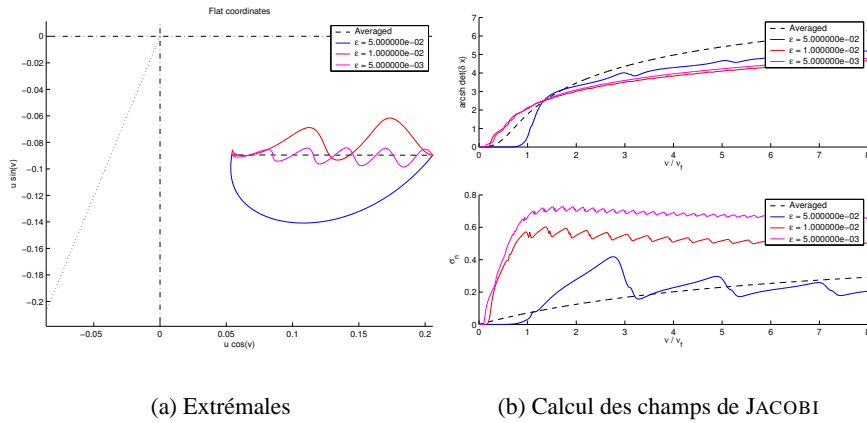 Flat coordinates
Averaged
ε = 5.000000e−02
ε = 1.000000e−02
ε = 5.000000e−03
0
−0.02
−0.04
−0.06
−0.08
−0.1
−0.12
−0.14
−0.16
−0.18
−0.2
u sin(v)
−0.05
0
0.05
0.1
0.15
0.2
u cos(v)
(a) Extrémales
Averaged
ε = 5.000000e−02
ε = 1.000000e−02
ε = 5.000000e−03
7
6
5
4
3
2
1
0
arcsh det(δ x)
0
1
2
3
4
5
6
7
8
ν / ν_f
Averaged
ε = 5.000000e−02
ε = 1.000000e−02
ε = 5.000000e−03
0.8
0.6
0.4
0.2
0
σ_n
0
1
2
3
4
5
6
7
8
ν / ν_f
(b) Calcul des champs de JACOBI